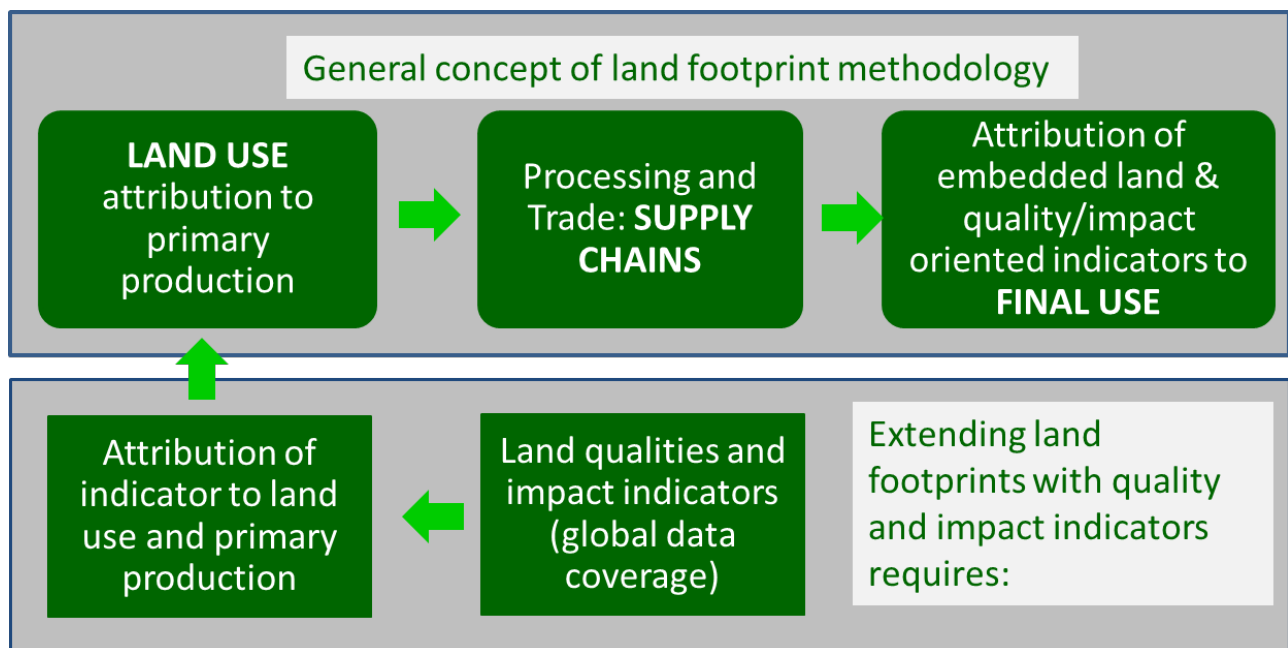 General concept of land footprint methodology
LAND USE
attribution to
primary
production
Processing and
Trade: SUPPLY
CHAINS
Attribution of
embedded land &
quality/impact
oriented indicators to
FINAL USE
Attribution of
indicator to land
use and primary
production
Land qualities and
impact indicators
(global data
coverage)
Extending land
footprints with quality
and impact indicators
requires: